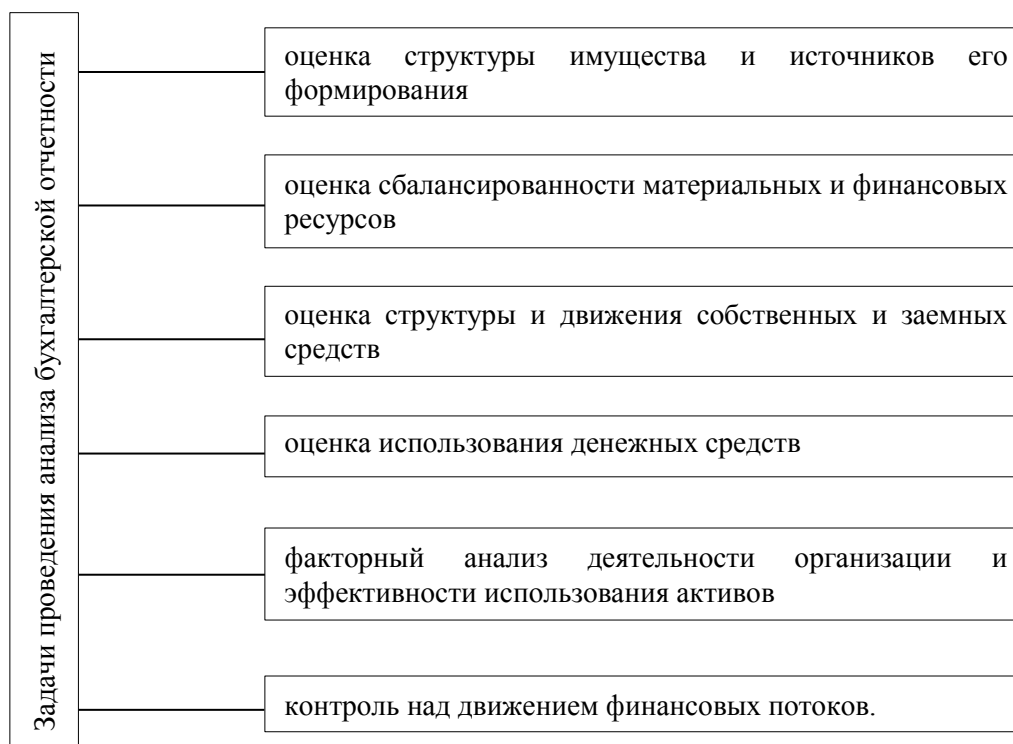 Задачи проведения анализа бухгалтерской отчетности
оценка структуры имущества и источников его
формирования
оценка сбалансированности материальных и финансовых
ресурсов
оценка структуры и движения собственных и заемных
средств
оценка использования денежных средств
факторный анализ деятельности организации и
эффективности использования активов
контроль над движением финансовых потоков.